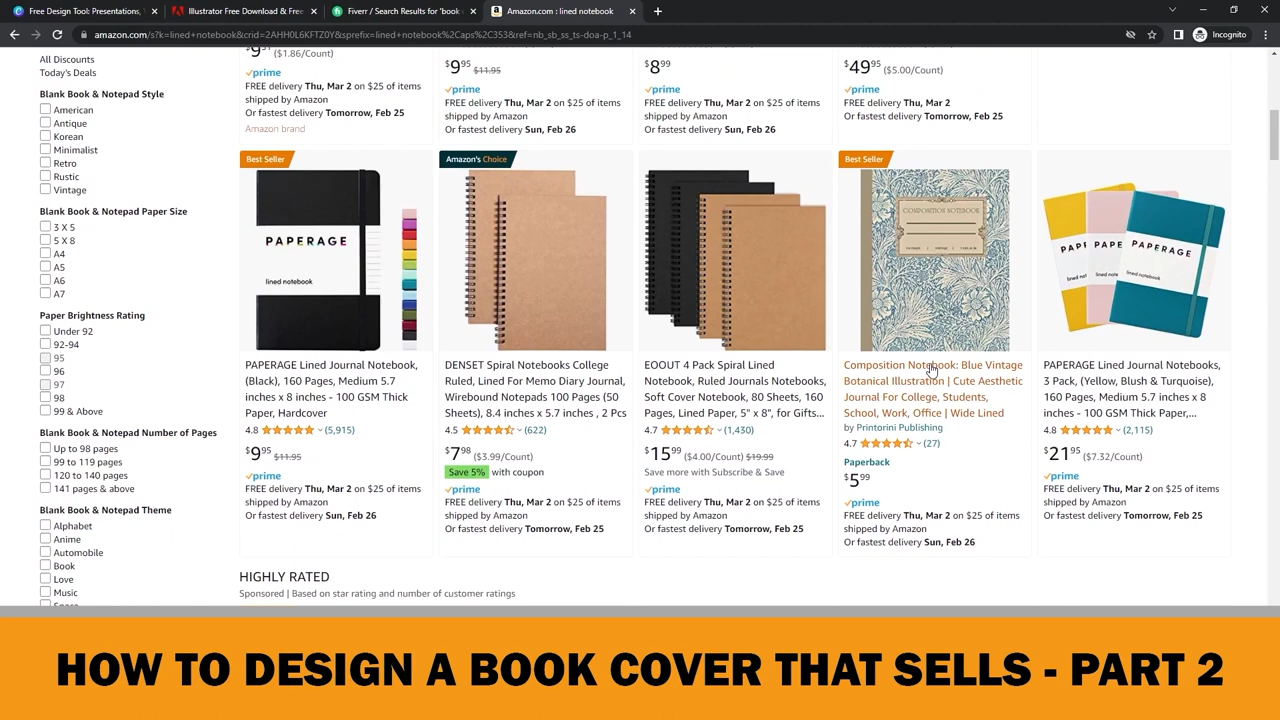 Free Design Tool: Presentations,
Illustrator Free Download & Free
Fiverr / Search Results for 'book c
Amazon.com : lined notebook
amazon.com/s?k=lined+notebook&crid=2AHH0L6KFTZ0Y&sprefix=lined+notebook%2Caps%2C353&ref=nb_sb_ss_ts-doa-p_1_14
Incognito
All Discounts
Today's Deals
Blank Book & Notepad Style
American
Antique
Korean
Minimalist
Retro
Rustic
Vintage
Blank Book & Notepad Paper Size
3 X 5
5 X 8
A4
A5
A6
A7
Paper Brightness Rating
Under 92
92-94
95
96
97
98
99 & Above
Blank Book & Notepad Number of Pages
Up to 98 pages
99 to 119 pages
120 to 140 pages
141 pages & above
Blank Book & Notepad Theme
Alphabet
Anime
Automobile
Book
Love
Music
($1.86/Count)
prime
FREE delivery Thu, Mar 2 on $25 of items
shipped by Amazon
Or fastest delivery Tomorrow, Feb 25
Amazon brand
$9.95 $11.95
prime
FREE delivery Thu, Mar 2 on $25 of items
shipped by Amazon
Or fastest delivery Sun, Feb 26
$8.99
prime
FREE delivery Thu, Mar 2 on $25 of items
shipped by Amazon
Or fastest delivery Sun, Feb 26
$49.95 ($5.00/Count)
prime
FREE delivery Thu, Mar 2
Or fastest delivery Tomorrow, Feb 25
Best Seller
PAPERAGE
lined notebook
PAPERAGE Lined Journal Notebook,
(Black), 160 Pages, Medium 5.7
inches x 8 inches - 100 GSM Thick
Paper, Hardcover
4.8 (5,915)
$9.95 $11.95
prime
FREE delivery Thu, Mar 2 on $25 of items
shipped by Amazon
Or fastest delivery Sun, Feb 26
Amazon's Choice
DENSET Spiral Notebooks College
Ruled, Lined For Memo Diary Journal,
Wirebound Notepads 100 Pages (50
Sheets), 8.4 inches x 5.7 inches , 2 Pcs
4.5 (622)
$7.98 ($3.99/Count)
Save 5% with coupon
prime
FREE delivery Thu, Mar 2 on $25 of items
shipped by Amazon
Or fastest delivery Tomorrow, Feb 25
EOOUT 4 Pack Spiral Lined
Notebook, Ruled Journals Notebooks,
Soft Cover Notebook, 80 Sheets, 160
Pages, Lined Paper, 5" x 8", for Gifts...
4.7 (1,430)
$15.99 ($4.00/Count) $19.99
Save more with Subscribe & Save
prime
FREE delivery Thu, Mar 2 on $25 of items
shipped by Amazon
Or fastest delivery Tomorrow, Feb 25
Best Seller
COMPOSITION NOTEBOOK
Composition Notebook: Blue Vintage
Botanical Illustration | Cute Aesthetic
Journal For College, Students,
School, Work, Office | Wide Lined
by Printorini Publishing
4.7 (27)
Paperback
$5.99
prime
FREE delivery Thu, Mar 2 on $25 of items
shipped by Amazon
Or fastest delivery Sun, Feb 26
PAPERAGE
lined notebook
PAPERAGE Lined Journal Notebooks,
3 Pack, (Yellow, Blush & Turquoise),
160 Pages, Medium 5.7 inches x 8
inches - 100 GSM Thick Paper,...
4.8 (2,115)
$21.95 ($7.32/Count)
prime
FREE delivery Thu, Mar 2 on $25 of items
shipped by Amazon
Or fastest delivery Tomorrow, Feb 25
HIGHLY RATED
Sponsored | Based on star rating and number of customer ratings
HOW TO DESIGN A BOOK COVER THAT SELLS - PART 2